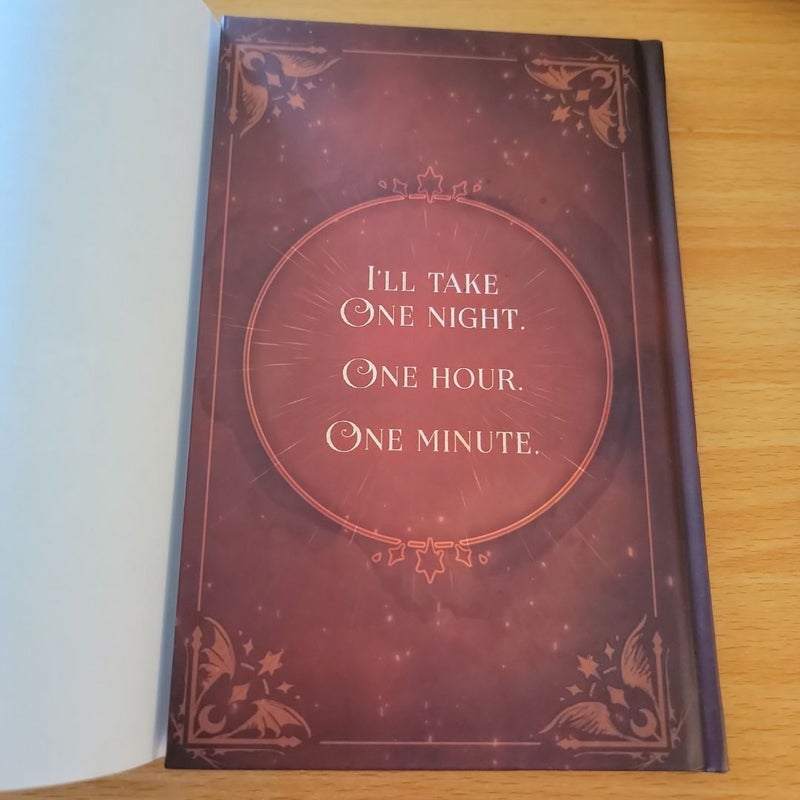 I'LL TAKE
ONE NIGHT.
ONE HOUR.
ONE MINUTE.